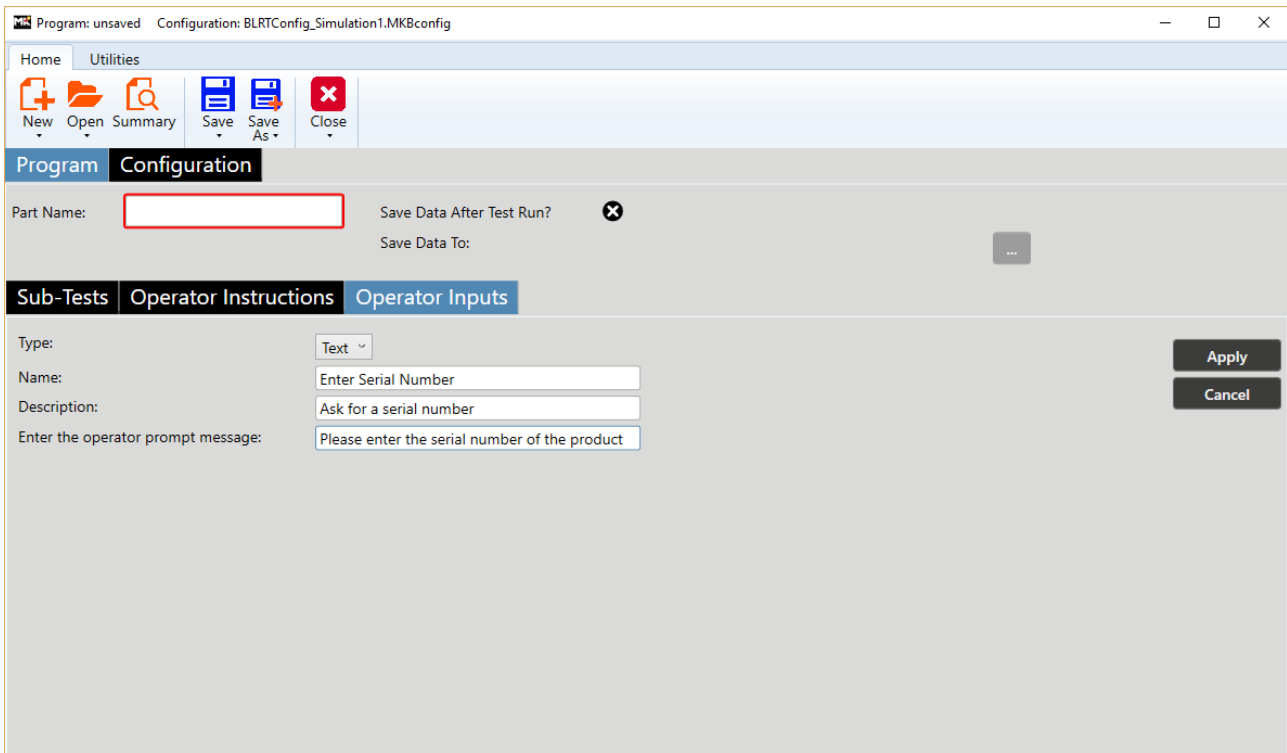 MK Program: unsaved Configuration: BLRTConfig_Simulation1.MKBconfig
Home Utilities
New Open Summary Save Save As Close
Program Configuration
Part Name: Save Data After Test Run?
Save Data To: ...
Sub-Tests Operator Instructions Operator Inputs
Type: Text Apply
Name: Enter Serial Number Cancel
Description: Ask for a serial number
Enter the operator prompt message: Please enter the serial number of the product